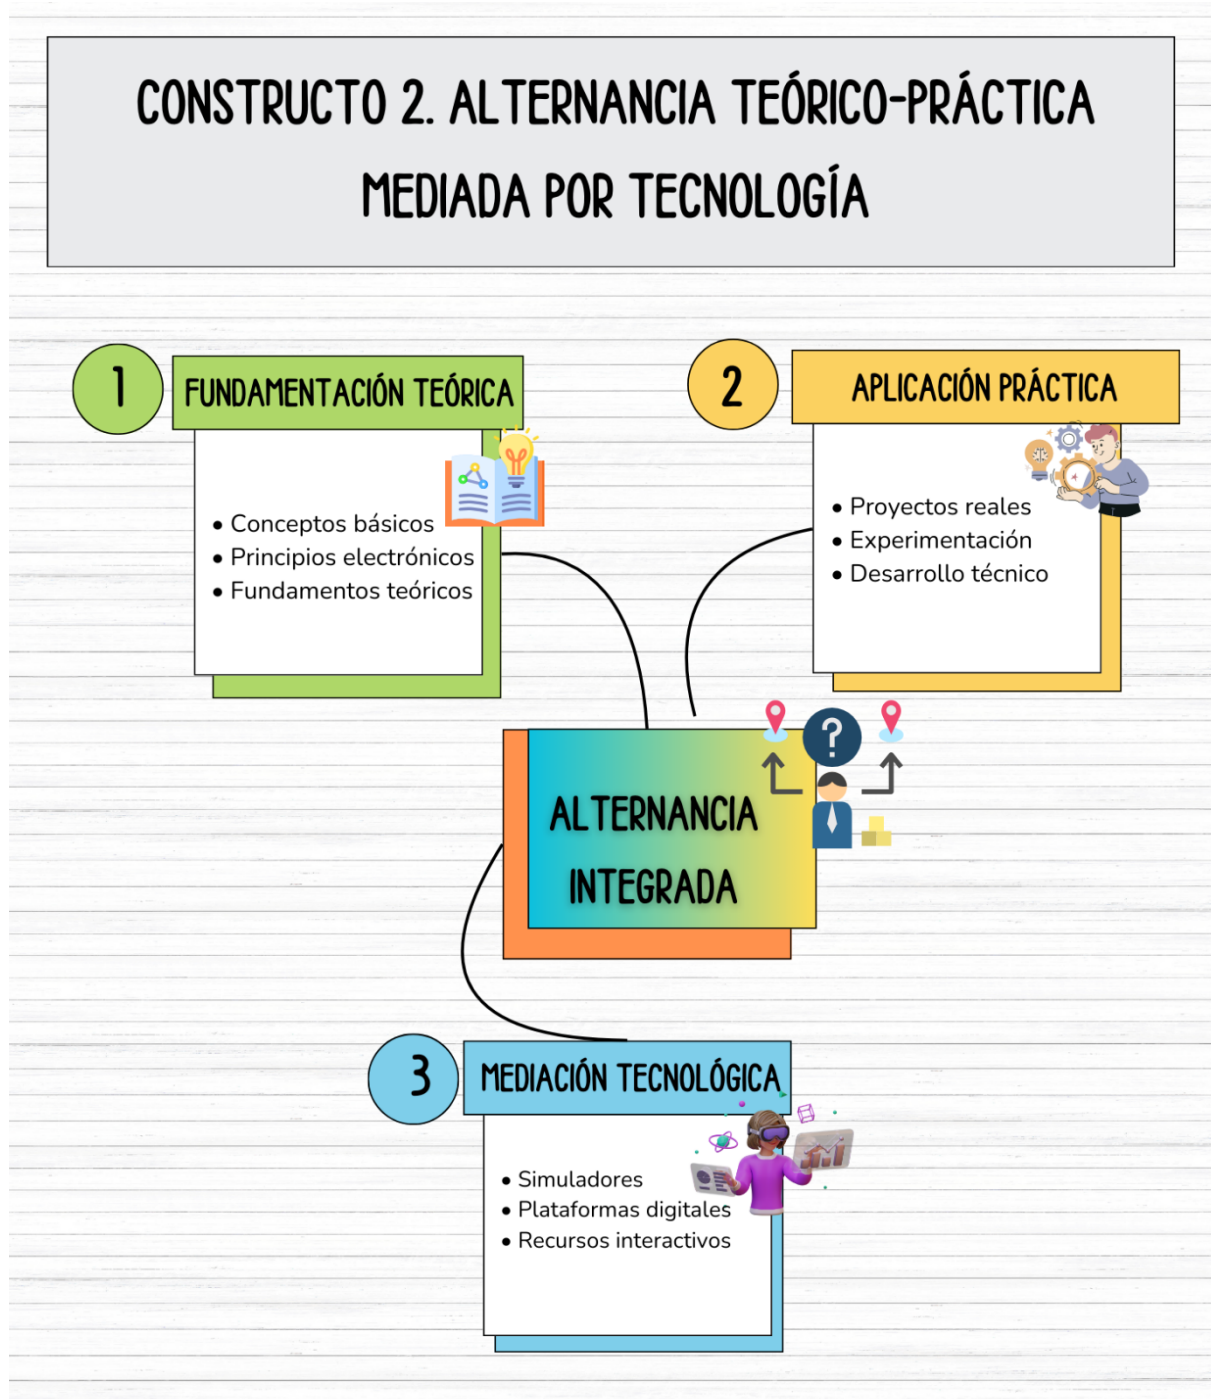 CONSTRUCTO 2. ALTERNANCIA TEÓRICO-PRÁCTICA
MEDIADA POR TECNOLOGÍA
1
FUNDAMENTACIÓN TEÓRICA
• Conceptos básicos
• Principios electrónicos
• Fundamentos teóricos
2
APLICACIÓN PRÁCTICA
• Proyectos reales
• Experimentación
• Desarrollo técnico
?
ALTERNANCIA
INTEGRADA
3
MEDIACIÓN TECNOLÓGICA
• Simuladores
• Plataformas digitales
• Recursos interactivos